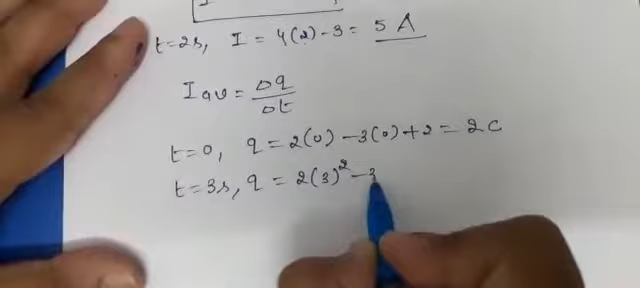 t=2s, I = 4(2)-3 = 5 A
Iav = Δq/Δt
t=0, q = 2(0) -3(0)+2 = 2C
t=3s, q = 2(3)² -3